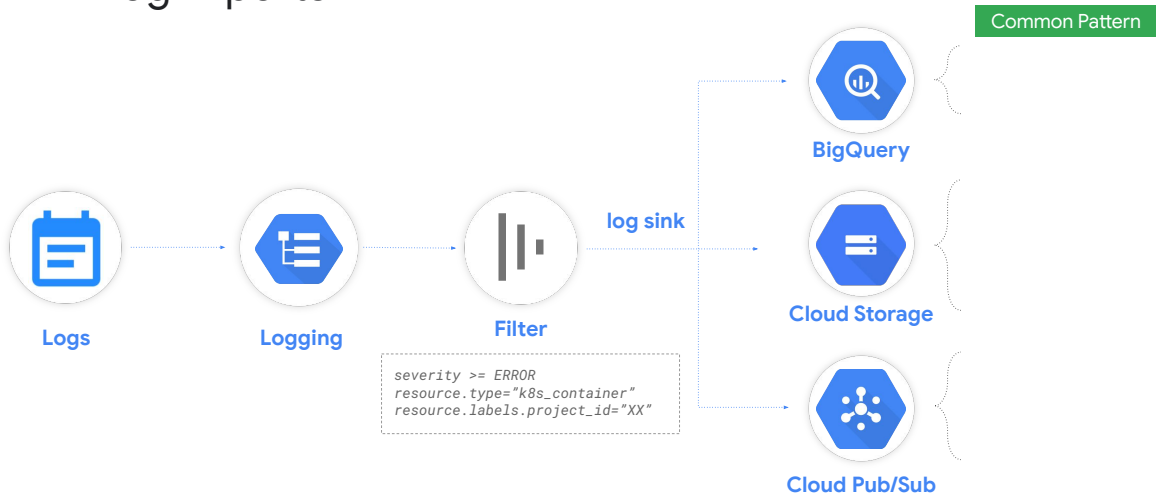 Common Pattern
BigQuery
log sink
Cloud Storage
Logs
Logging
Filter
severity >= ERROR
resource.type="k8s_container"
resource.labels.project_id="XX"
Cloud Pub/Sub